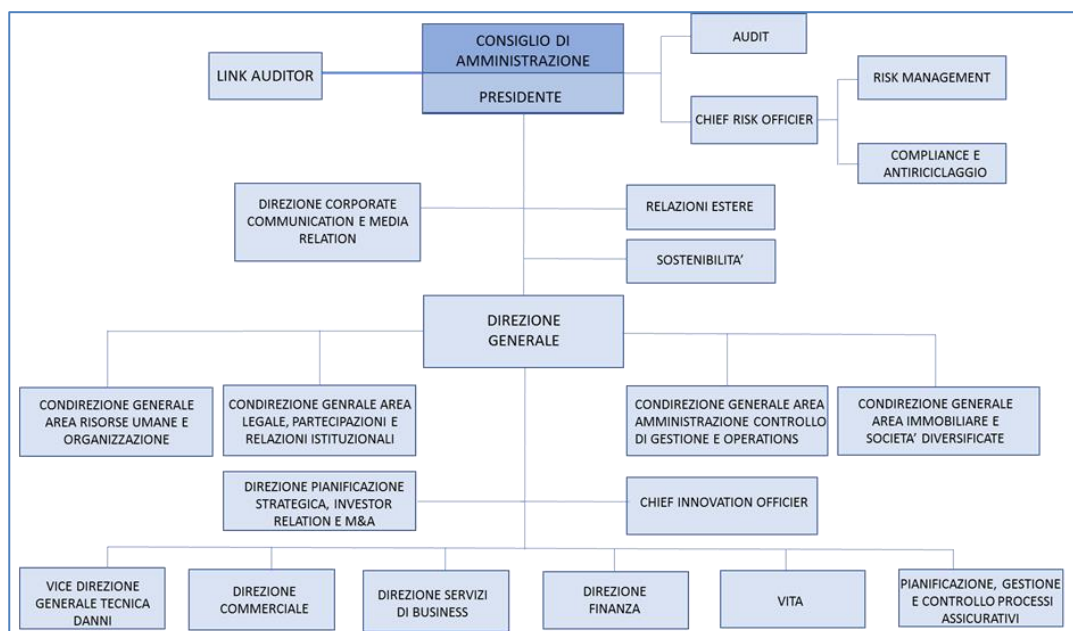 CONSIGLIO DI
AMMINISTRAZIONE
PRESIDENTE
LINK AUDITOR
AUDIT
CHIEF RISK OFFICER
RISK MANAGEMENT
COMPLIANCE E
ANTIRICICLAGGIO
DIREZIONE CORPORATE
COMMUNICATION E MEDIA
RELATION
RELAZIONI ESTERE
SOSTENIBILITA’
DIREZIONE
GENERALE
CONDIREZIONE GENERALE
AREA RISORSE UMANE E
ORGANIZZAZIONE
CONDIREZIONE GENRALE AREA
LEGALE, PARTECIPAZIONI E
RELAZIONI ISTITUZIONALI
CONDIREZIONE GENERALE AREA
AMMINISTRAZIONE CONTROLLO
DI GESTIONE E OPERATIONS
CONDIREZIONE GENERALE
AREA IMMOBILIARE E
SOCIETA’ DIVERSIFICATE
DIREZIONE PIANIFICAZIONE
STRATEGICA, INVESTOR
RELATION E M&A
CHIEF INNOVATION OFFICER
VICE DIREZIONE
GENERALE TECNICA
DANNI
DIREZIONE
COMMERCIALE
DIREZIONE SERVIZI
DI BUSINESS
DIREZIONE
FINANZA
VITA
PIANIFICAZIONE, GESTIONE
E CONTROLLO PROCESSI
ASSICURATIVI